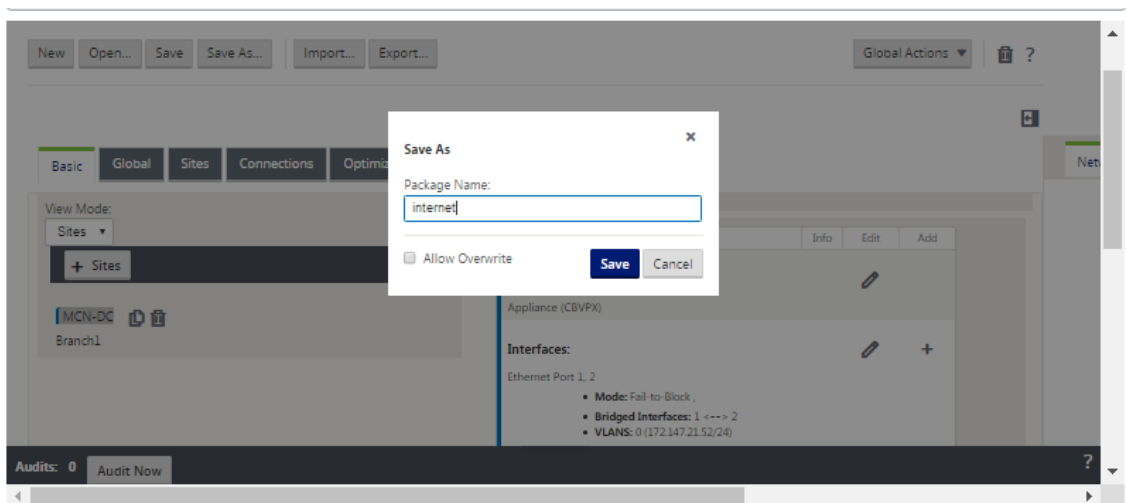 New Open... Save Save As... Import... Export... Global Actions ?
Basic Global Sites Connections Optimiz Net
Save As
Package Name:
internet
Allow Overwrite Save Cancel
View Mode:
Sites
+ Sites
MCN-DC
Branch1
Info Edit Add
Appliance (CBVPX)
Interfaces: +
Ethernet Port 1, 2
• Mode: Fail-to-Block ,
• Bridged Interfaces: 1 <--> 2
• VLANS: 0 (172.147.21.52/24)
Audits: 0 Audit Now ?